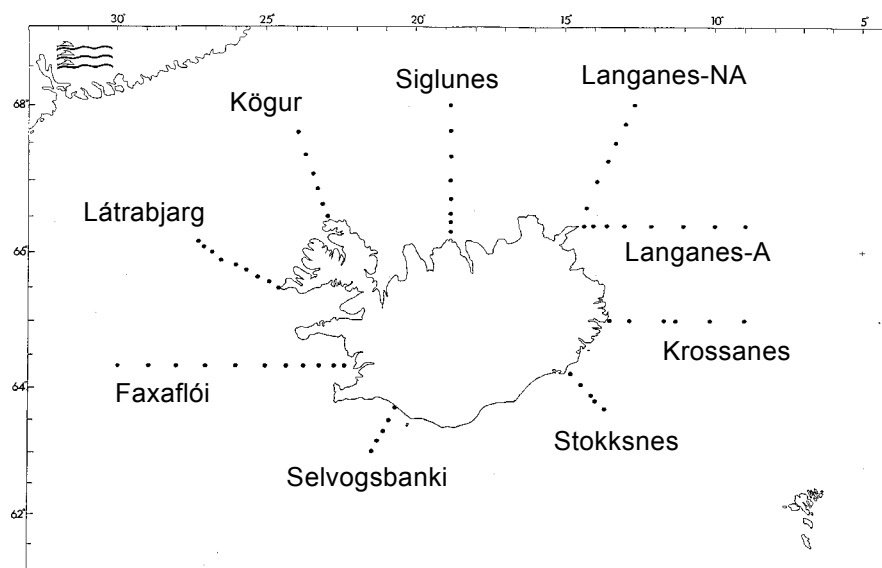 30° 25° 20° 15° 10° 5°
Siglunes
Langanes-NA
Kögur
68°
Látrabjarg
66°
Langanes-A
Krossanes
Faxaflói
64°
Stokksnes
Selvogsbanki
62°